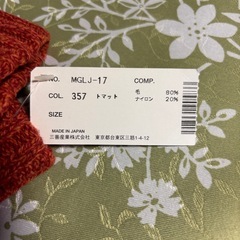 NO. MGLJ-17 COMP.
COL. 357 トマット 毛 80%
ナイロン 20%
SIZE
MADE IN JAPAN
三喜産業株式会社 東京都台東区三筋1-4-12